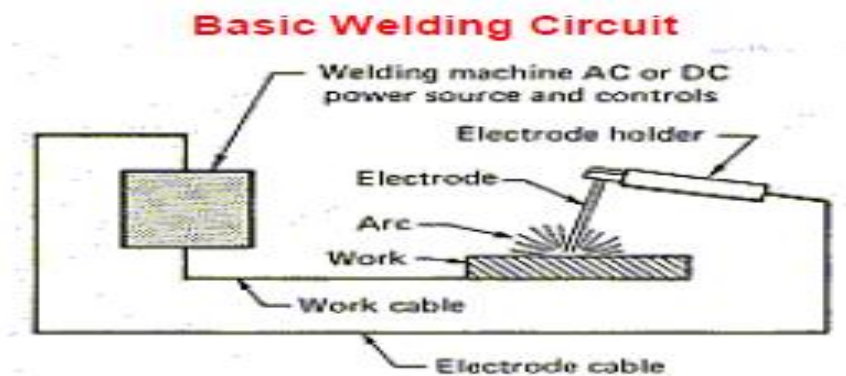 Basic Welding Circuit
Welding machine AC or DC
power source and controls
Electrode holder
Electrode
Arc
Work
Work cable
Electrode cable